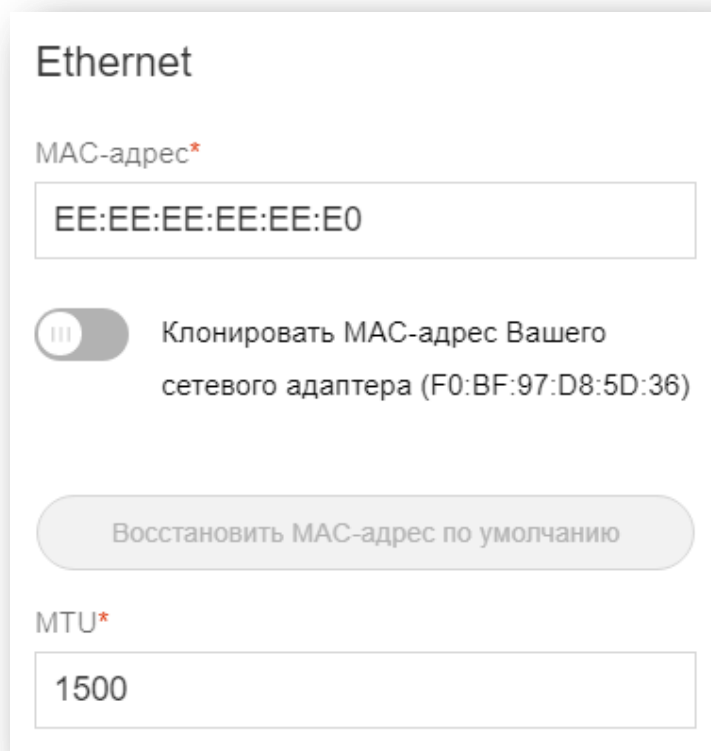 Ethernet
MAC-адрес*
EE:EE:EE:EE:EE:E0
Клонировать MAC-адрес Вашего
сетевого адаптера (F0:BF:97:D8:5D:36)
Восстановить MAC-адрес по умолчанию
MTU*
1500